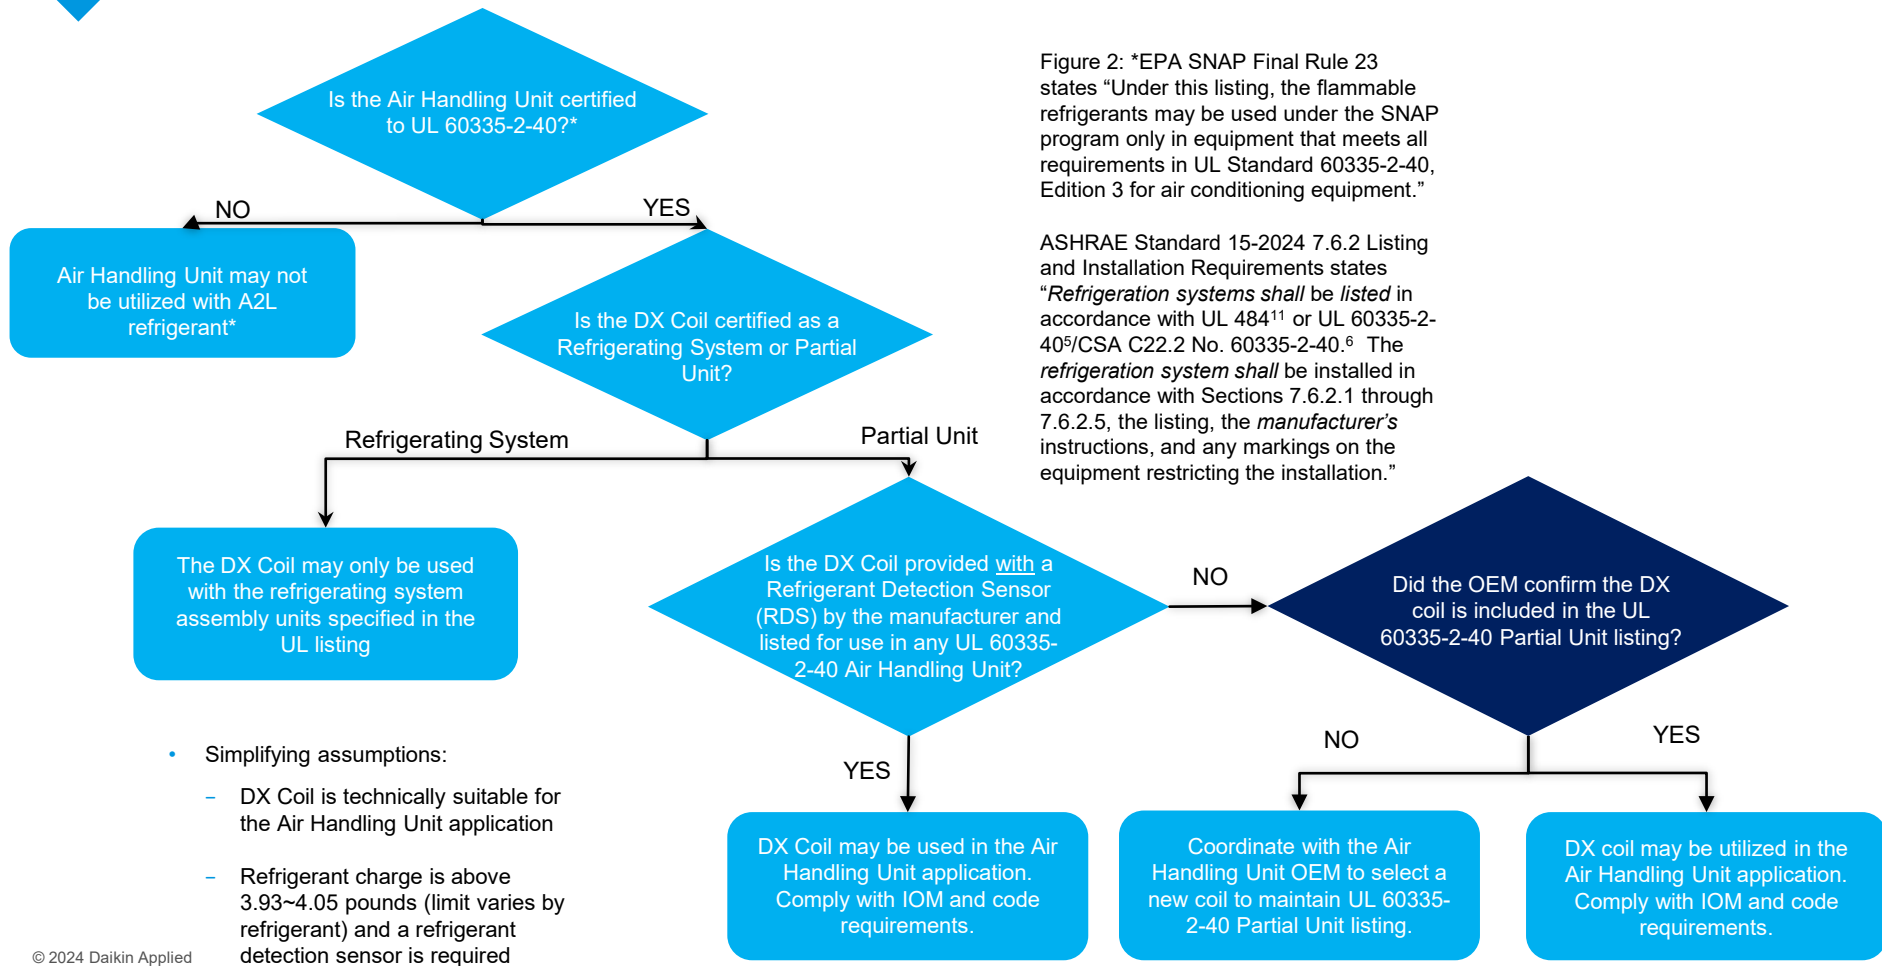 Is the Air Handling Unit certified
to UL 60335-2-40?*
NO
YES
Air Handling Unit may not
be utilized with A2L
refrigerant*
Is the DX Coil certified as a
Refrigerating System or Partial
Unit?
Refrigerating System
Partial Unit
The DX Coil may only be used
with the refrigerating system
assembly units specified in the
UL listing
Is the DX Coil provided with a
Refrigerant Detection Sensor
(RDS) by the manufacturer and
listed for use in any UL 60335-
2-40 Air Handling Unit?
NO
Did the OEM confirm the DX
coil is included in the UL
60335-2-40 Partial Unit listing?
YES
NO
YES
DX Coil may be used in the Air
Handling Unit application.
Comply with IOM and code
requirements.
Coordinate with the Air
Handling Unit OEM to select a
new coil to maintain UL 60335-
2-40 Partial Unit listing.
DX coil may be utilized in the
Air Handling Unit application.
Comply with IOM and code
requirements.
Figure 2: *EPA SNAP Final Rule 23
states “Under this listing, the flammable
refrigerants may be used under the SNAP
program only in equipment that meets all
requirements in UL Standard 60335-2-40,
Edition 3 for air conditioning equipment.”
ASHRAE Standard 15-2024 7.6.2 Listing
and Installation Requirements states
“Refrigeration systems shall be listed in
accordance with UL 484¹¹ or UL 60335-2-
40⁵/CSA C22.2 No. 60335-2-40.⁶ The
refrigeration system shall be installed in
accordance with Sections 7.6.2.1 through
7.6.2.5, the listing, the manufacturer’s
instructions, and any markings on the
equipment restricting the installation.”
• Simplifying assumptions:
– DX Coil is technically suitable for
the Air Handling Unit application
– Refrigerant charge is above
3.93~4.05 pounds (limit varies by
refrigerant) and a refrigerant
detection sensor is required
© 2024 Daikin Applied